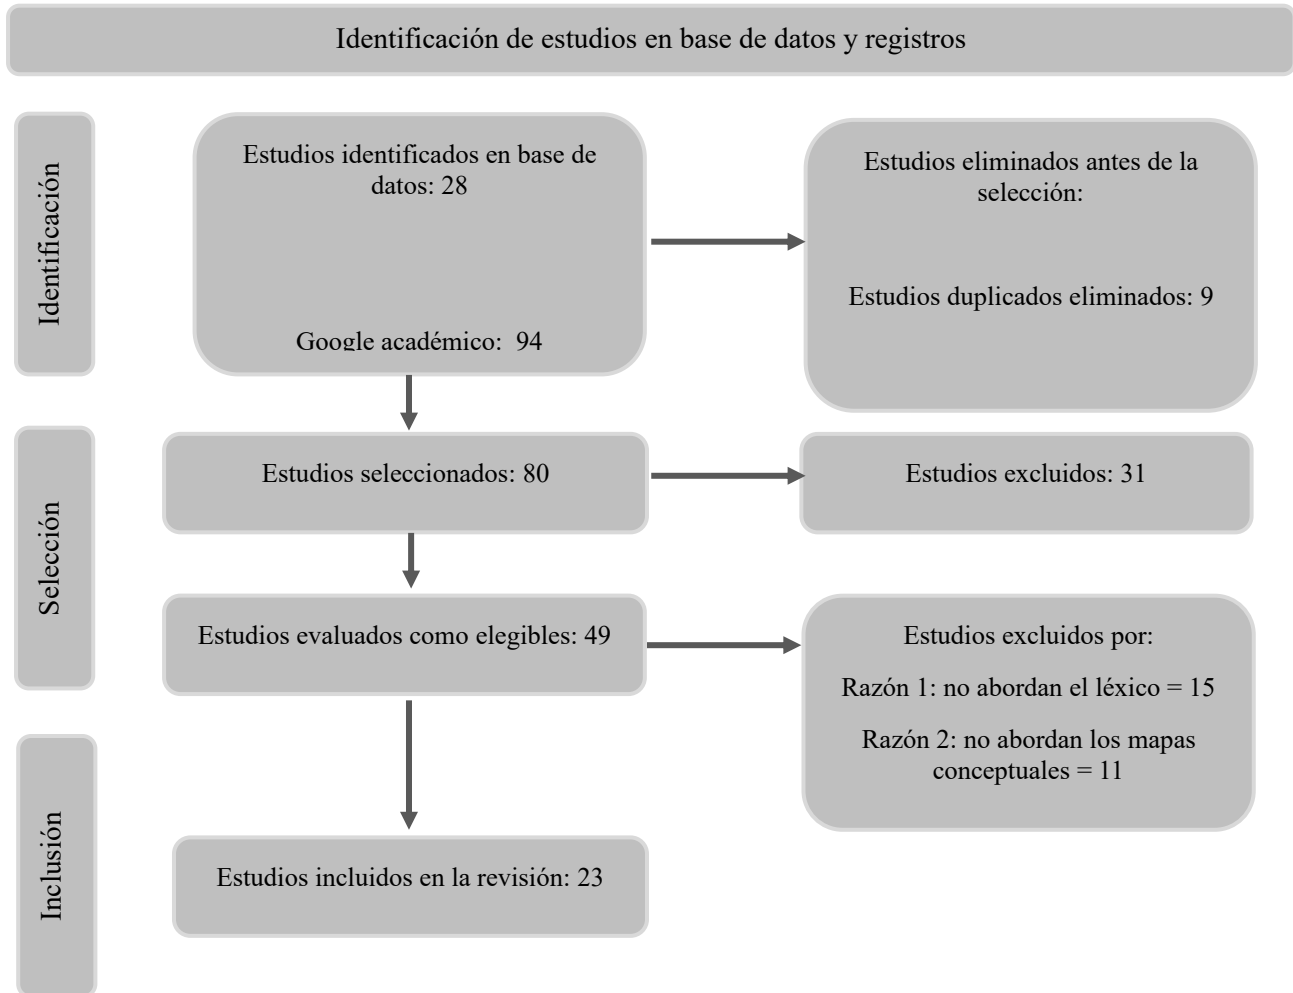 Identificación de estudios en base de datos y registros
Identificación
Estudios identificados en base de
datos: 28
Google académico:  94
Estudios eliminados antes de la
selección:
Estudios duplicados eliminados: 9
Selección
Estudios seleccionados: 80
Estudios excluidos: 31
Estudios evaluados como elegibles: 49
Estudios excluidos por:
Razón 1: no abordan el léxico = 15
Razón 2: no abordan los mapas
conceptuales = 11
Inclusión
Estudios incluidos en la revisión: 23